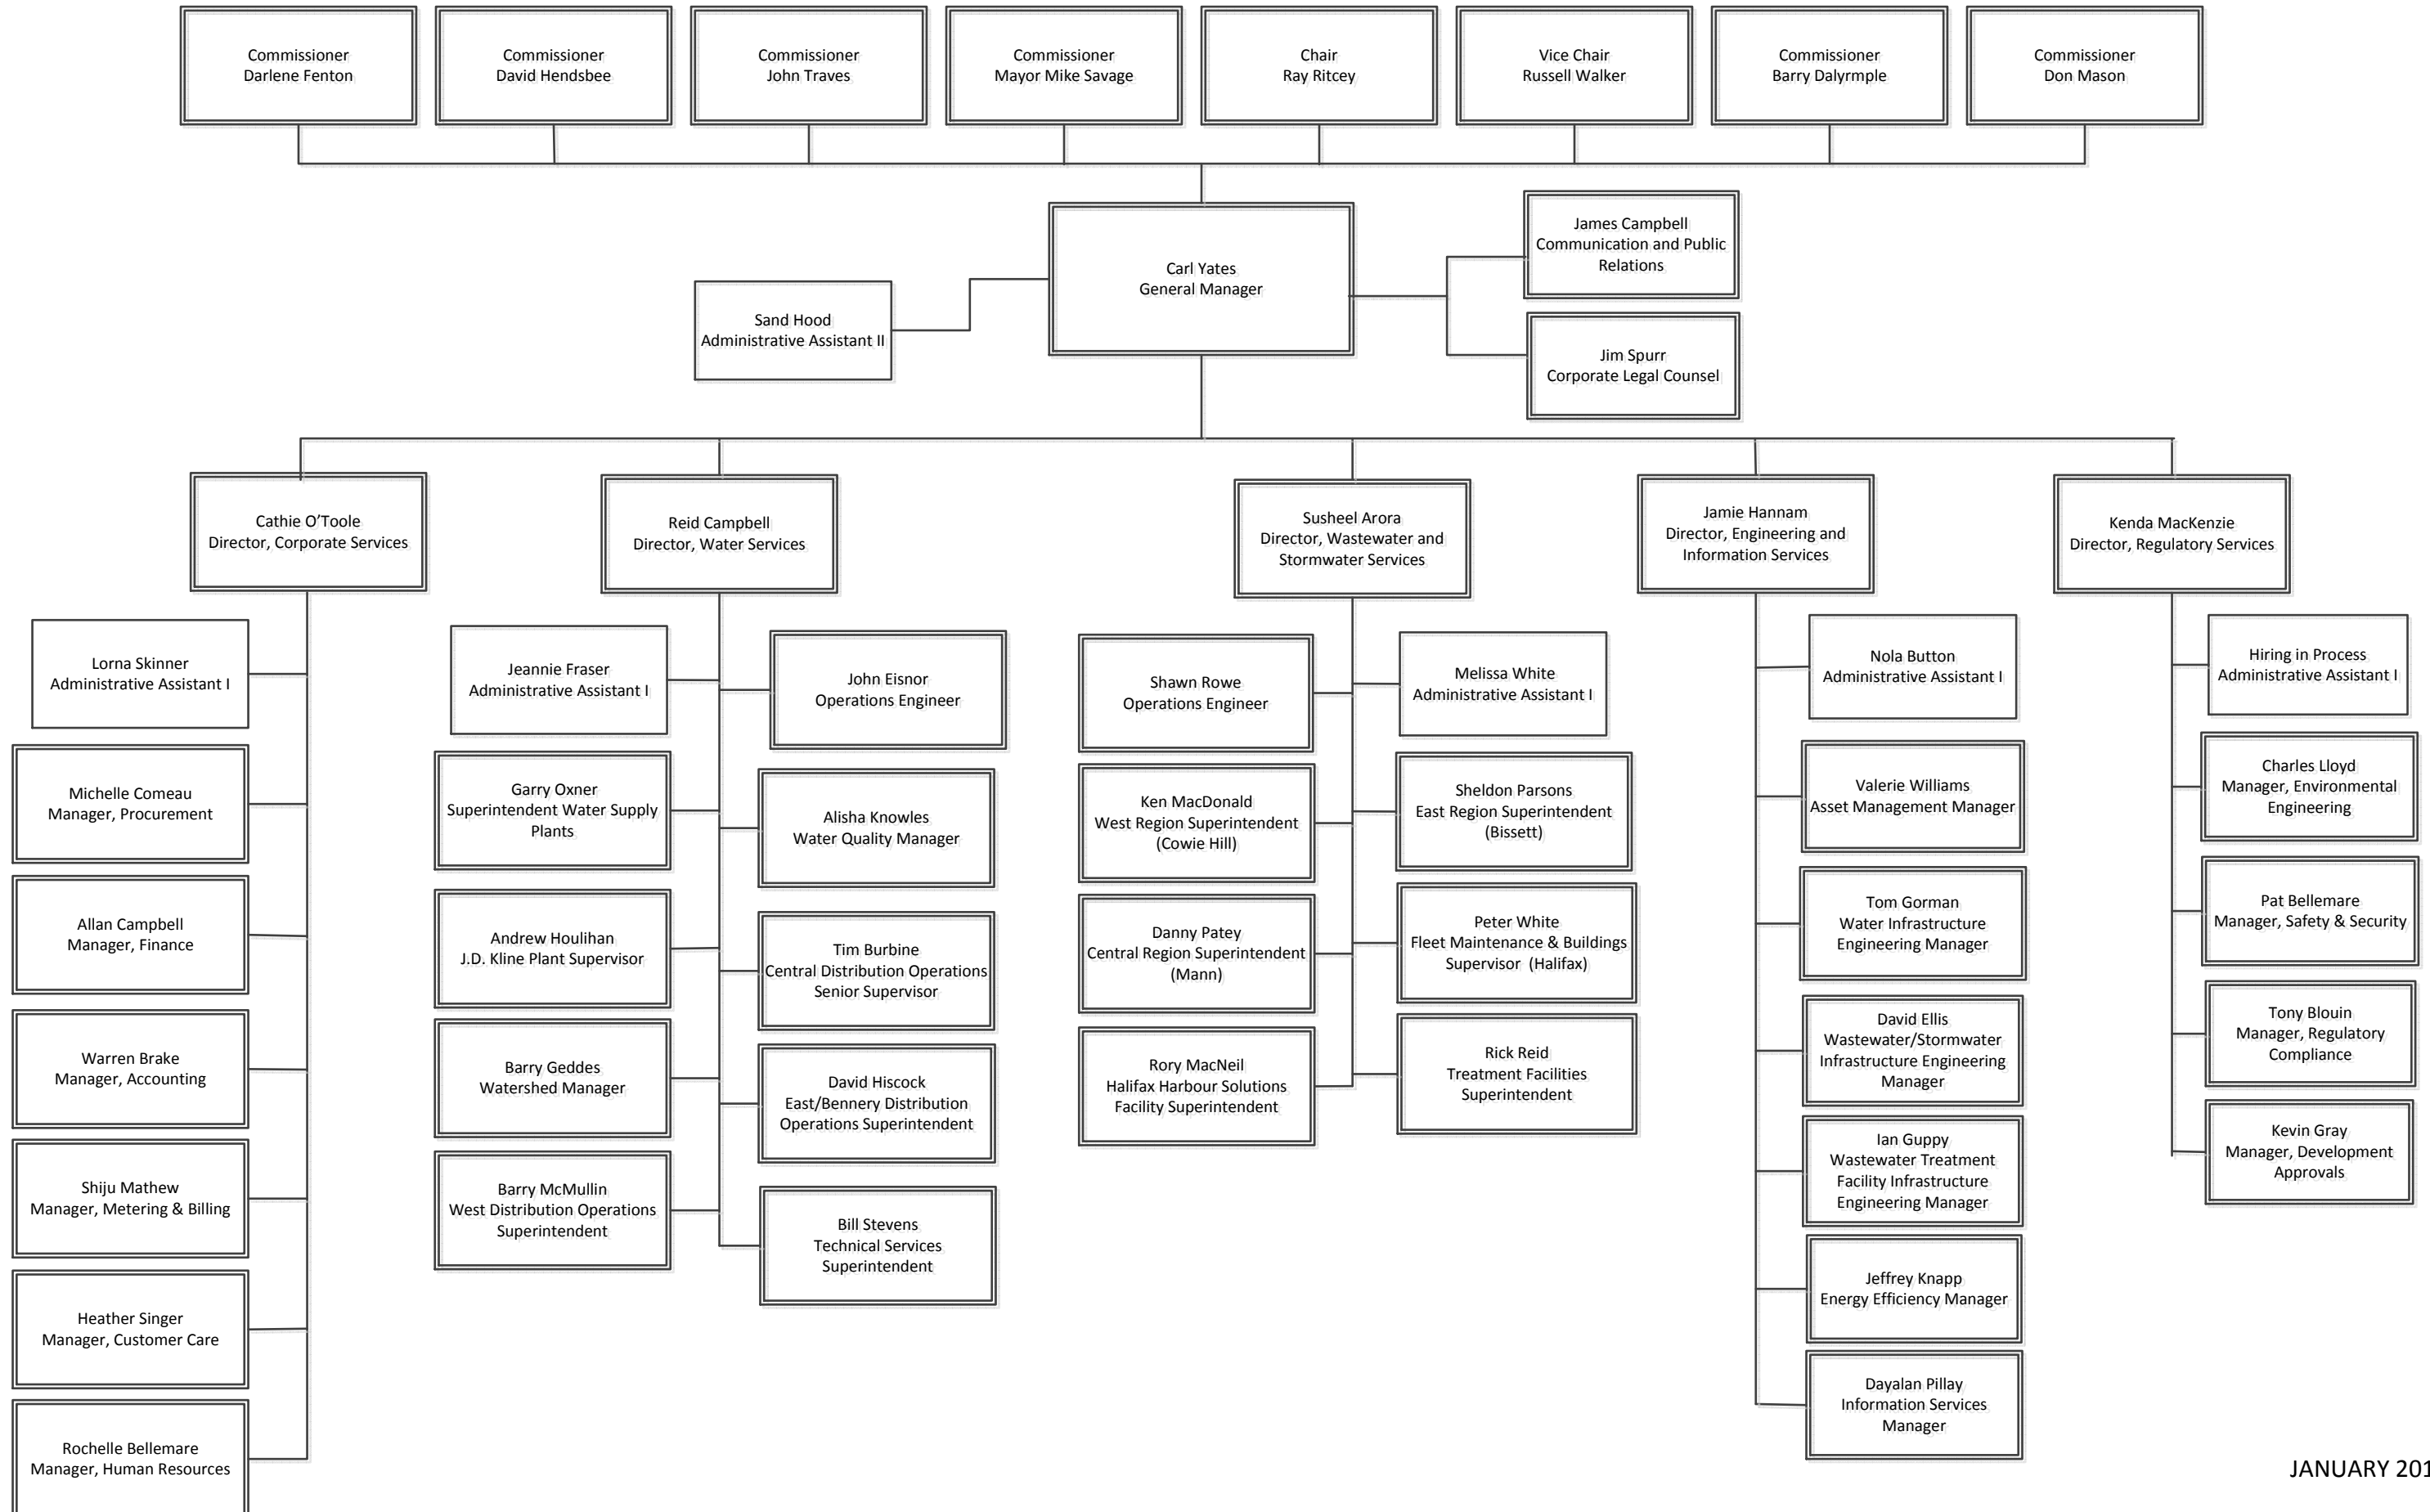 Commissioner
Darlene Fenton
Commissioner
David Hendsbee
Commissioner
John Traves
Commissioner
Mayor Mike Savage
Chair
Ray Ritcey
Vice Chair
Russell Walker
Commissioner
Barry Dalyrmple
Commissioner
Don Mason
Carl Yates
General Manager
James Campbell
Communication and Public
Relations
Sand Hood
Administrative Assistant II
Jim Spurr
Corporate Legal Counsel
Cathie O’Toole
Director, Corporate Services
Lorna Skinner
Administrative Assistant I
Michelle Comeau
Manager, Procurement
Allan Campbell
Manager, Finance
Warren Brake
Manager, Accounting
Shiju Mathew
Manager, Metering & Billing
Heather Singer
Manager, Customer Care
Rochelle Bellemare
Manager, Human Resources
Reid Campbell
Director, Water Services
Jeannie Fraser
Administrative Assistant I
John Eisnor
Operations Engineer
Garry Oxner
Superintendent Water Supply
Plants
Alisha Knowles
Water Quality Manager
Andrew Houlihan
J.D. Kline Plant Supervisor
Tim Burbine
Central Distribution Operations
Senior Supervisor
Barry Geddes
Watershed Manager
David Hiscock
East/Bennery Distribution
Operations Superintendent
Barry McMullin
West Distribution Operations
Superintendent
Bill Stevens
Technical Services
Superintendent
Susheel Arora
Director, Wastewater and
Stormwater Services
Shawn Rowe
Operations Engineer
Melissa White
Administrative Assistant I
Ken MacDonald
West Region Superintendent
(Cowie Hill)
Sheldon Parsons
East Region Superintendent
(Bissett)
Danny Patey
Central Region Superintendent
(Mann)
Peter White
Fleet Maintenance & Buildings
Supervisor (Halifax)
Rory MacNeil
Halifax Harbour Solutions
Facility Superintendent
Rick Reid
Treatment Facilities
Superintendent
Jamie Hannam
Director, Engineering and
Information Services
Nola Button
Administrative Assistant I
Valerie Williams
Asset Management Manager
Tom Gorman
Water Infrastructure
Engineering Manager
David Ellis
Wastewater/Stormwater
Infrastructure Engineering
Manager
Ian Guppy
Wastewater Treatment
Facility Infrastructure
Engineering Manager
Jeffrey Knapp
Energy Efficiency Manager
Dayalan Pillay
Information Services
Manager
Kenda MacKenzie
Director, Regulatory Services
Hiring in Process
Administrative Assistant I
Charles Lloyd
Manager, Environmental
Engineering
Pat Bellemare
Manager, Safety & Security
Tony Blouin
Manager, Regulatory
Compliance
Kevin Gray
Manager, Development
Approvals
JANUARY 201